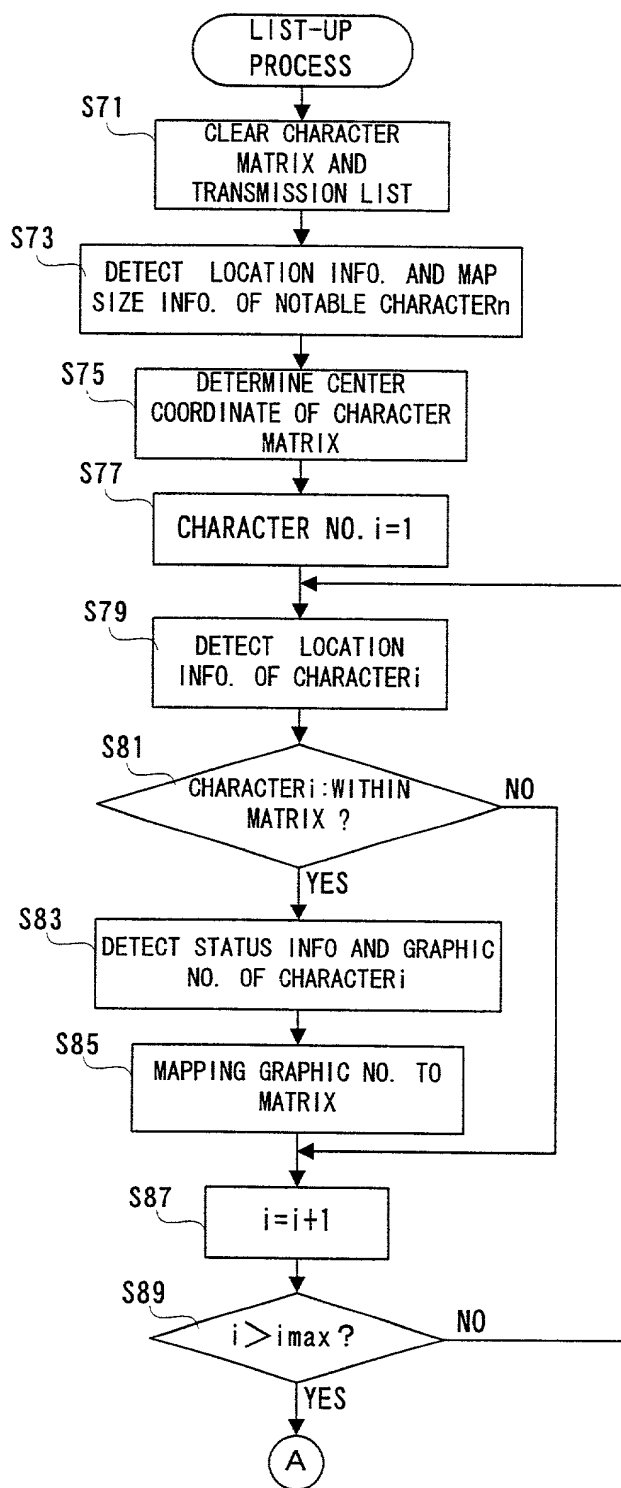 LIST-UP
PROCESS
S71
CLEAR CHARACTER
MATRIX AND
TRANSMISSION LIST
S73
DETECT LOCATION INFO. AND MAP
SIZE INFO. OF NOTABLE CHARACTERn
S75
DETERMINE CENTER
COORDINATE OF CHARACTER
MATRIX
S77
CHARACTER NO. i=1
S79
DETECT LOCATION
INFO. OF CHARACTERi
S81
CHARACTERi:WITHIN
MATRIX ?
NO
YES
S83
DETECT STATUS INFO AND GRAPHIC
NO. OF CHARACTERi
S85
MAPPING GRAPHIC NO. TO
MATRIX
S87
i=i+1
S89
i>imax?
NO
YES
A